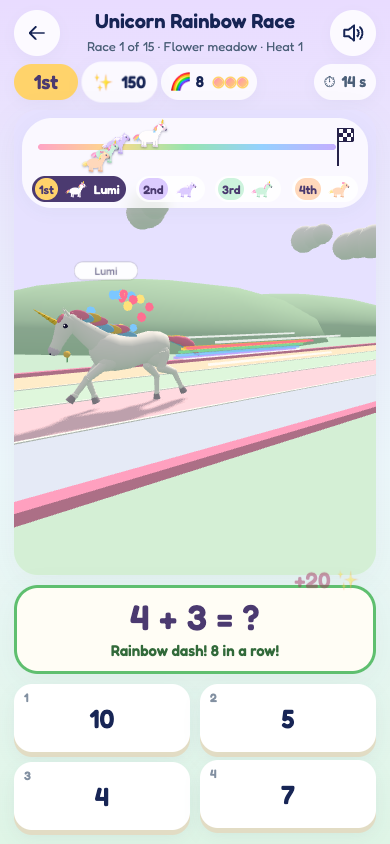 Unicorn Rainbow Race
Race 1 of 15 · Flower meadow · Heat 1
1st
150
8
14 s
1st Lumi 2nd 3rd 4th
Lumi
+20
4 + 3 = ?
Rainbow dash! 8 in a row!
1 10
2 5
3 4
4 7